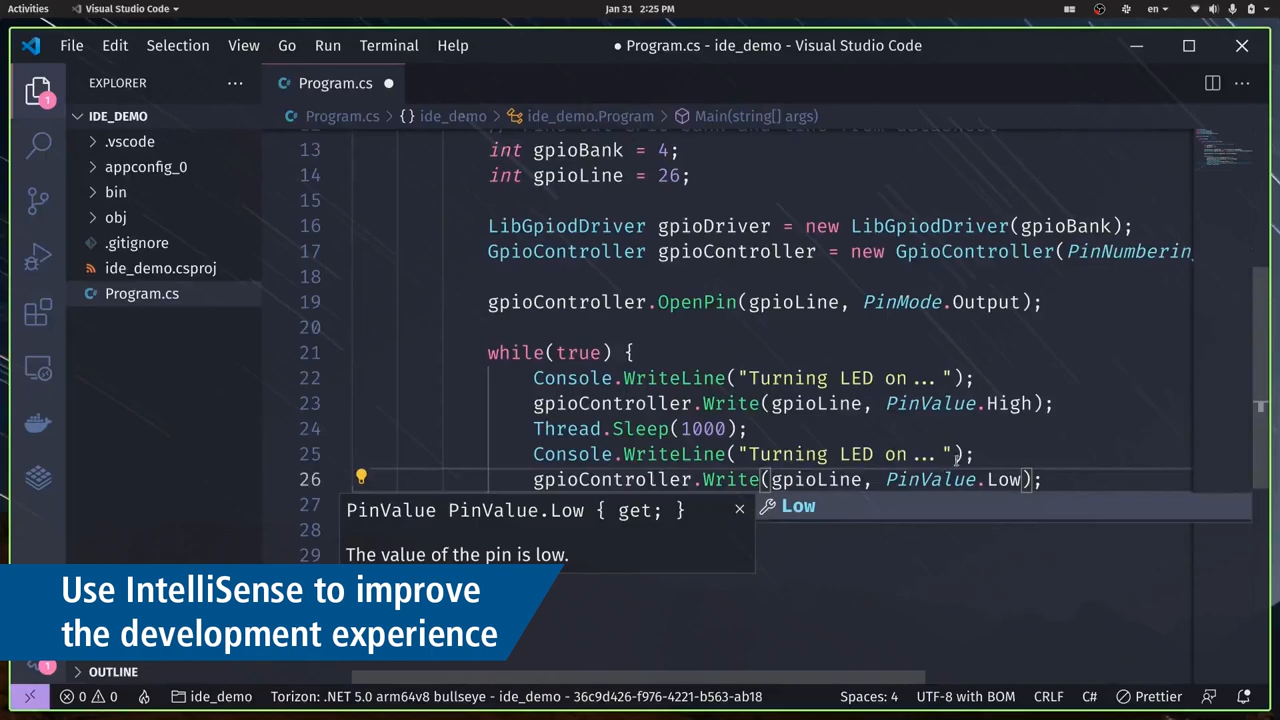 Activities
Visual Studio Code
Jan 31 2:25 PM
en
File Edit Selection View Go Run Terminal Help
● Program.cs - ide_demo - Visual Studio Code
EXPLORER
Program.cs
IDE_DEMO
Program.cs > {} ide_demo > ide_demo.Program > Main(string[] args)
.vscode
appconfig_0
bin
obj
.gitignore
ide_demo.csproj
Program.cs
13 int gpioBank = 4;
14 int gpioLine = 26;
15
16 LibGpiodDriver gpioDriver = new LibGpiodDriver(gpioBank);
17 GpioController gpioController = new GpioController(PinNumberin
18
19 gpioController.OpenPin(gpioLine, PinMode.Output);
20
21 while(true) {
22 Console.WriteLine("Turning LED on...");
23 gpioController.Write(gpioLine, PinValue.High);
24 Thread.Sleep(1000);
25 Console.WriteLine("Turning LED on...");
26 gpioController.Write(gpioLine, PinValue.Low);
27
28
29
PinValue PinValue.Low { get; }
The value of the pin is low.
Low
Use IntelliSense to improve
the development experience
1
1
OUTLINE
0 0 ide_demo Torizon: .NET 5.0 arm64v8 bullseye - ide_demo - 36c9d426-f976-4221-b563-ab18 Spaces: 4 UTF-8 with BOM CRLF C# Prettier